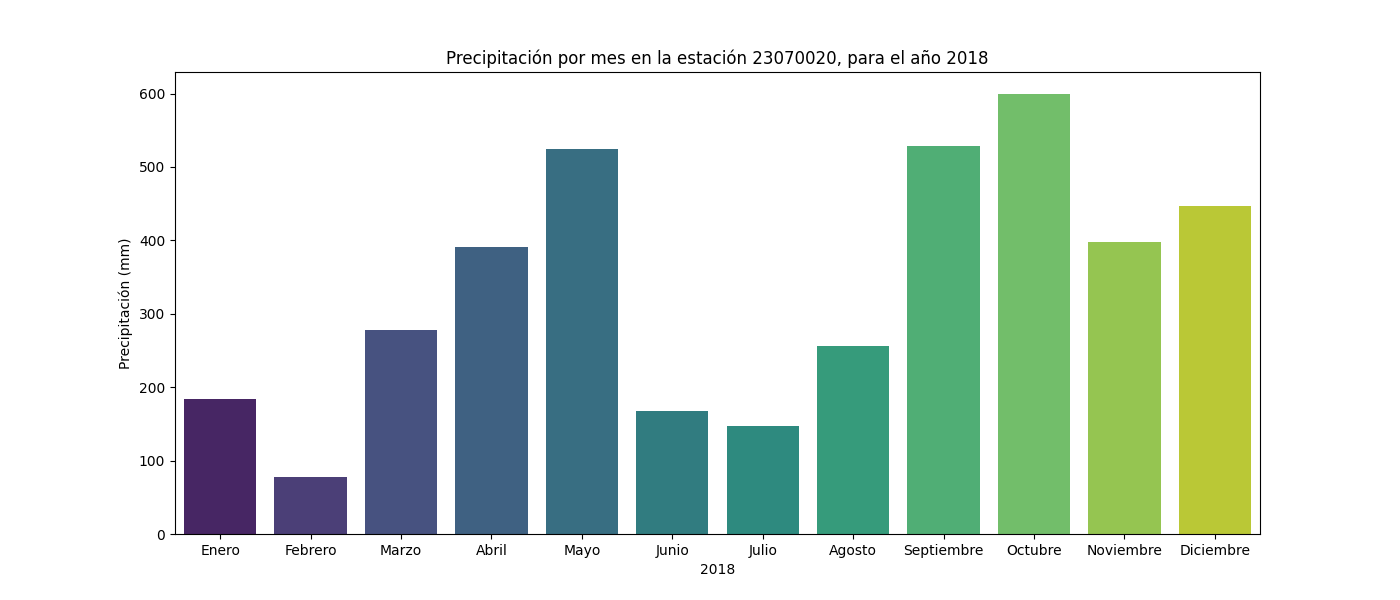 Precipitación por mes en la estación 23070020, para el año 2018
Precipitación (mm)
600
500
400
300
200
100
0
Enero Febrero Marzo Abril Mayo Junio Julio Agosto Septiembre Octubre Noviembre Diciembre
2018